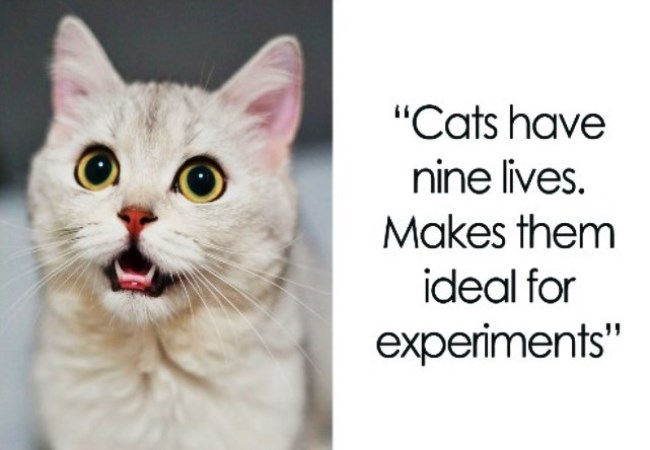 “Cats have
nine lives.
Makes them
ideal for
experiments”